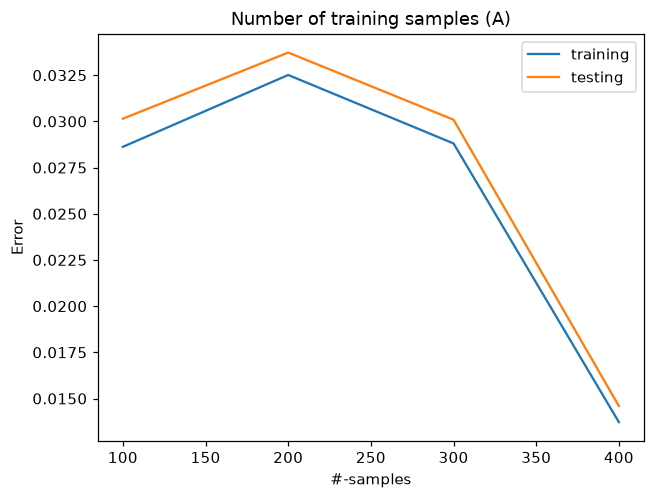 Number of training samples (A)
training
testing
0.0325
0.0300
0.0275
0.0250
0.0225
0.0200
0.0175
0.0150
Error
100 150 200 250 300 350 400
#-samples